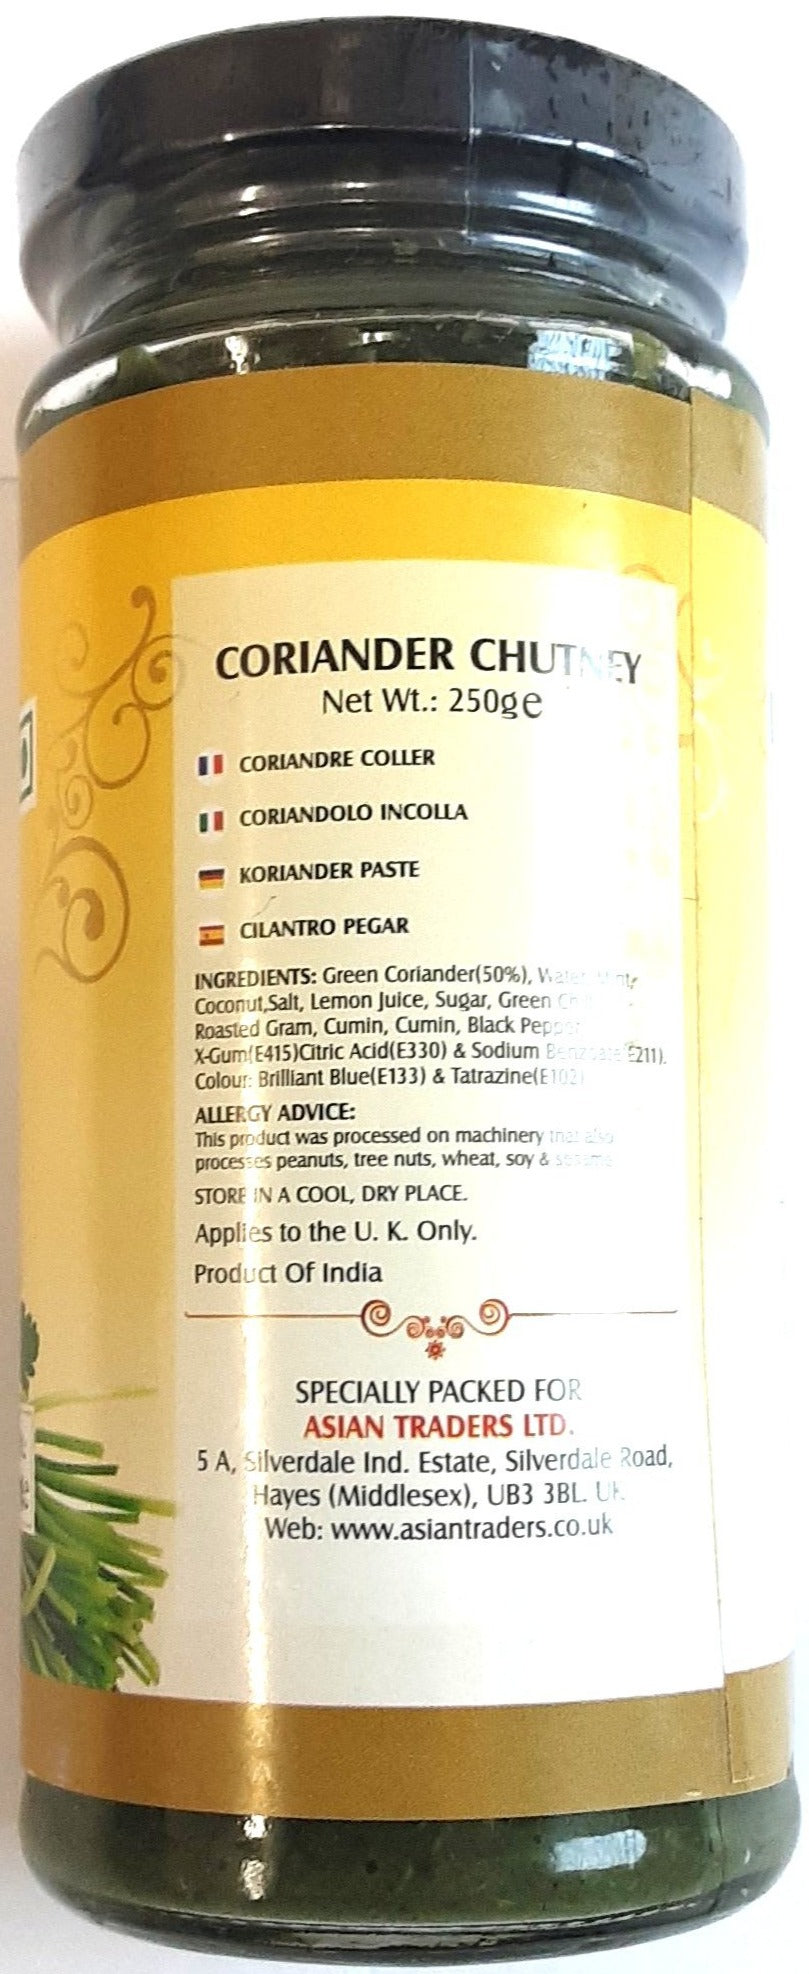 CORIANDER CHUTNEY
Net Wt.: 250g e
CORIANDRE COLLER
CORIANDOLO INCOLLA
KORIANDER PASTE
CILANTRO PEGAR
INGREDIENTS: Green Coriander(50%), Water, Mint,
Coconut,Salt, Lemon Juice, Sugar, Green
Roasted Gram, Cumin, Cumin, Black Pepper
X-Gum(E415)Citric Acid(E330) & Sodium Benzoate(E211).
Colour: Brilliant Blue(E133) & Tatrazine(E102)
ALLERGY ADVICE:
This product was processed on machinery that also
processes peanuts, tree nuts, wheat, soy & sesame
STORE IN A COOL, DRY PLACE.
Applies to the U. K. Only.
Product Of India
SPECIALLY PACKED FOR
ASIAN TRADERS LTD.
5 A, Silverdale Ind. Estate, Silverdale Road,
Hayes (Middlesex), UB3 3BL. UK.
Web: www.asiantraders.co.uk